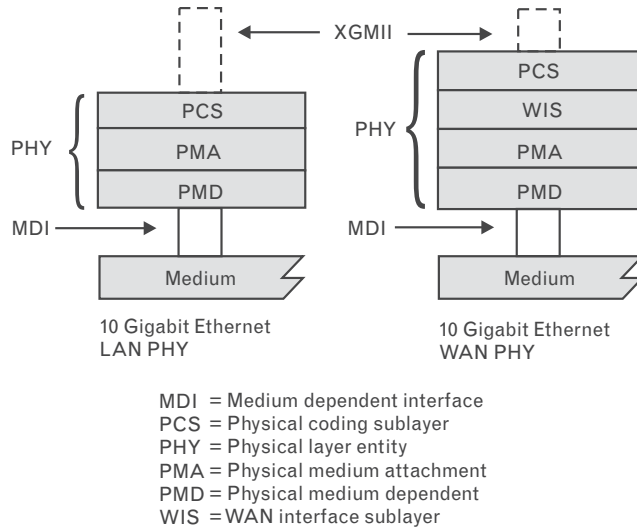 XGMII
PHY
PCS
PMA
PMD
MDI
Medium
10 Gigabit Ethernet
LAN PHY
PHY
PCS
WIS
PMA
PMD
MDI
Medium
10 Gigabit Ethernet
WAN PHY
MDI = Medium dependent interface
PCS = Physical coding sublayer
PHY = Physical layer entity
PMA = Physical medium attachment
PMD = Physical medium dependent
WIS = WAN interface sublayer